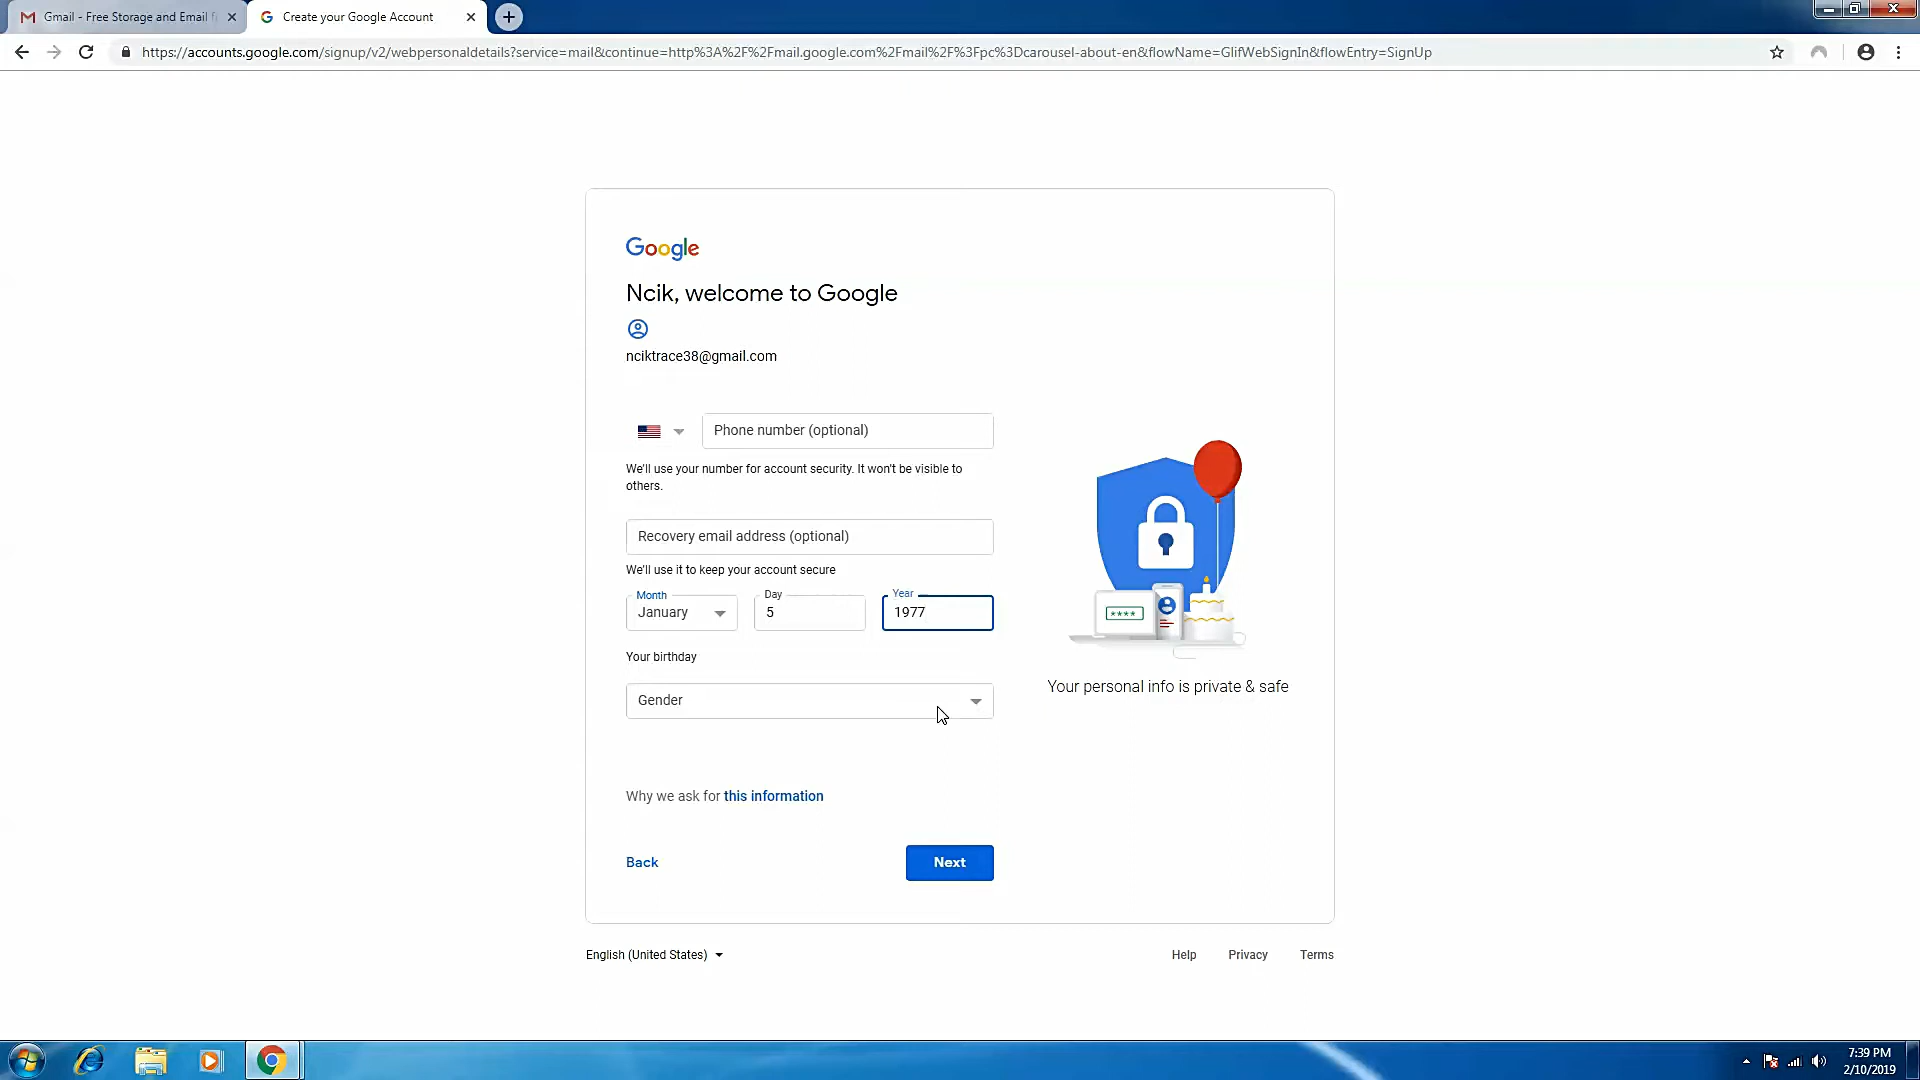 Gmail - Free Storage and Email f
Create your Google Account
https://accounts.google.com/signup/v2/webpersonaldetails?service=mail&continue=http%3A%2F%2Fmail.google.com%2Fmail%2F%3Fpc%3Dcarousel-about-en&flowName=GlifWebSignIn&flowEntry=SignUp
Google
Ncik, welcome to Google
nciktrace38@gmail.com
Phone number (optional)
We'll use your number for account security. It won't be visible to
others.
Recovery email address (optional)
We'll use it to keep your account secure
Month Day Year
January 5 1977
Your birthday
Gender
****
Your personal info is private & safe
Why we ask for this information
Back Next
English (United States) Help Privacy Terms
7:39 PM
2/10/2019